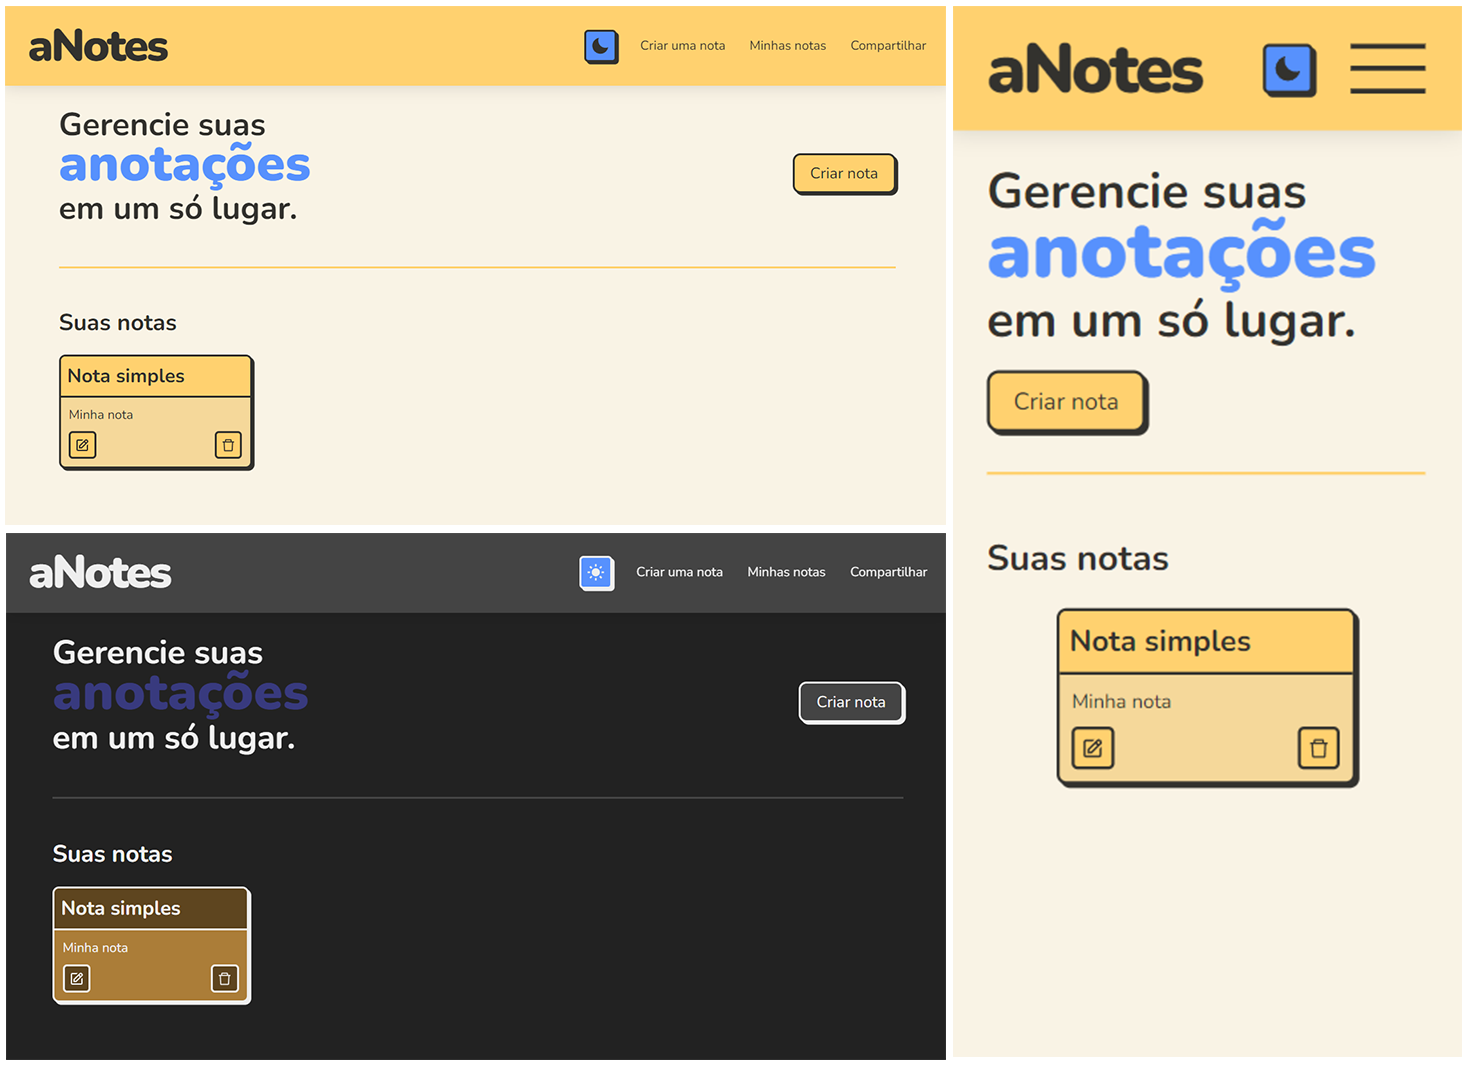 aNotes
Criar uma nota
Minhas notas
Compartilhar
Gerencie suas
anotações
em um só lugar.
Criar nota
Suas notas
Nota simples
Minha nota
aNotes
Criar uma nota
Minhas notas
Compartilhar
Gerencie suas
anotações
em um só lugar.
Criar nota
Suas notas
Nota simples
Minha nota
aNotes
Gerencie suas
anotações
em um só lugar.
Criar nota
Suas notas
Nota simples
Minha nota